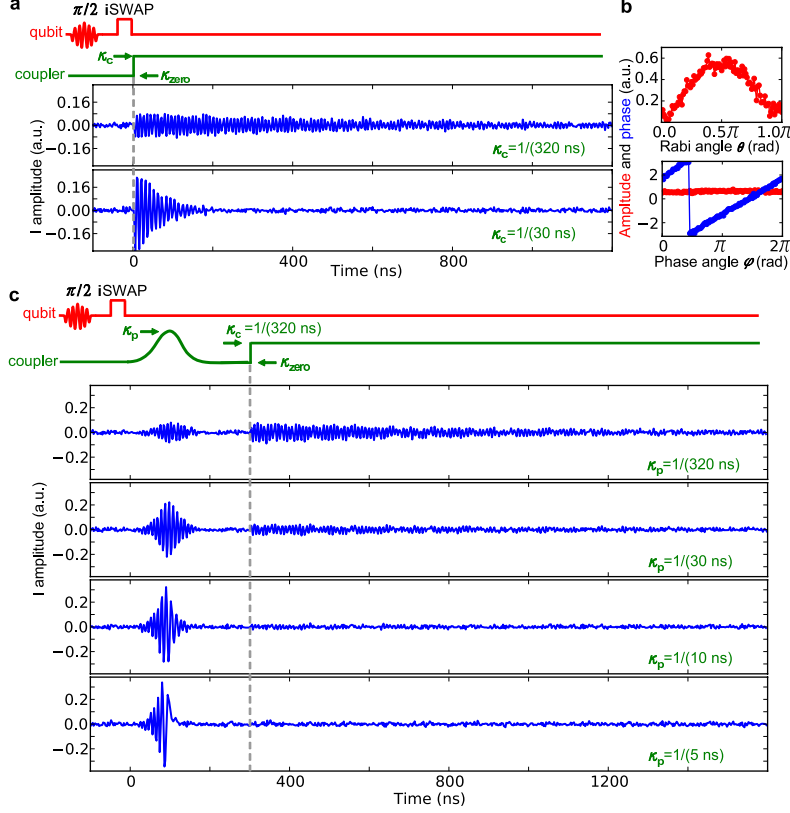 a
π/2 iSWAP
qubit
κc
coupler
κzero
0.16
0.00
−0.16
κc=1/(320 ns)
0.16
0.00
−0.16
κc=1/(30 ns)
I amplitude (a.u.)
0 400 800
Time (ns)
b
0.6
0.4
0.2
0.0 0.5π 1.0π
Rabi angle θ (rad)
2
0
−2
0 π 2π
Phase angle φ (rad)
Amplitude and phase (a.u.)
c
π/2 iSWAP
qubit
κp
κc=1/(320 ns)
coupler
κzero
0.2
0.0
−0.2
κp=1/(320 ns)
0.2
0.0
−0.2
κp=1/(30 ns)
0.2
0.0
−0.2
κp=1/(10 ns)
0.2
0.0
−0.2
κp=1/(5 ns)
I amplitude (a.u.)
0 400 800 1200
Time (ns)